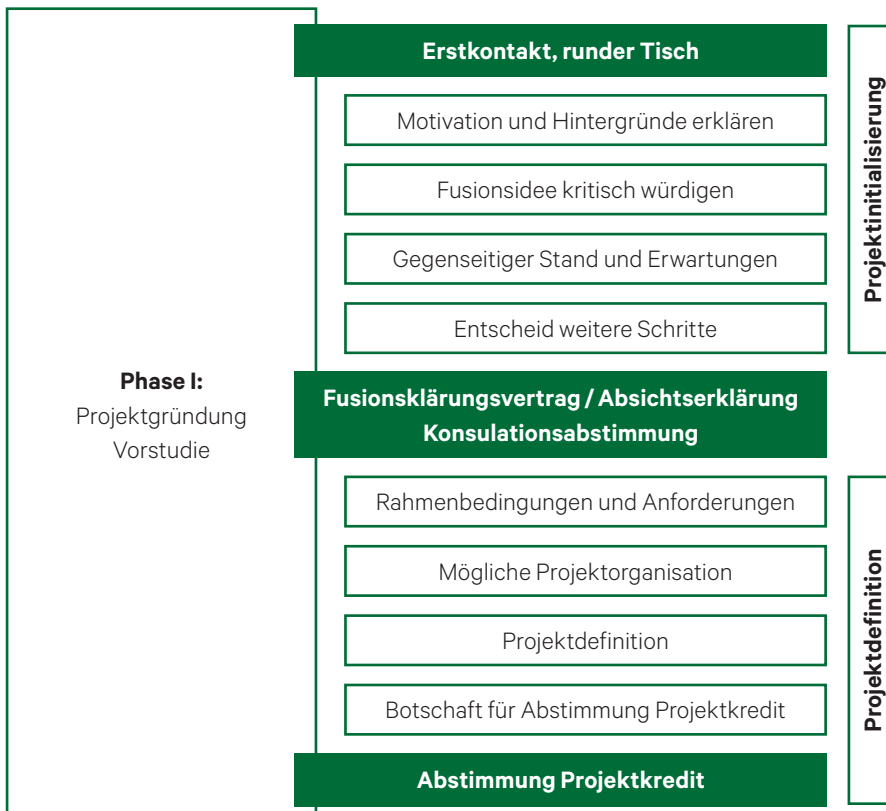 Erstkontakt, runder Tisch
Motivation und Hintergründe erklären
Fusionsidee kritisch würdigen
Gegenseitiger Stand und Erwartungen
Entscheid weitere Schritte
Projektinitialisierung
Phase I:
Projektgründung
Vorstudie
Fusionsklärungsvertrag / Absichtserklärung
Konsulationsabstimmung
Rahmenbedingungen und Anforderungen
Mögliche Projektorganisation
Projektdefinition
Botschaft für Abstimmung Projektkredit
Projektdefinition
Abstimmung Projektkredit